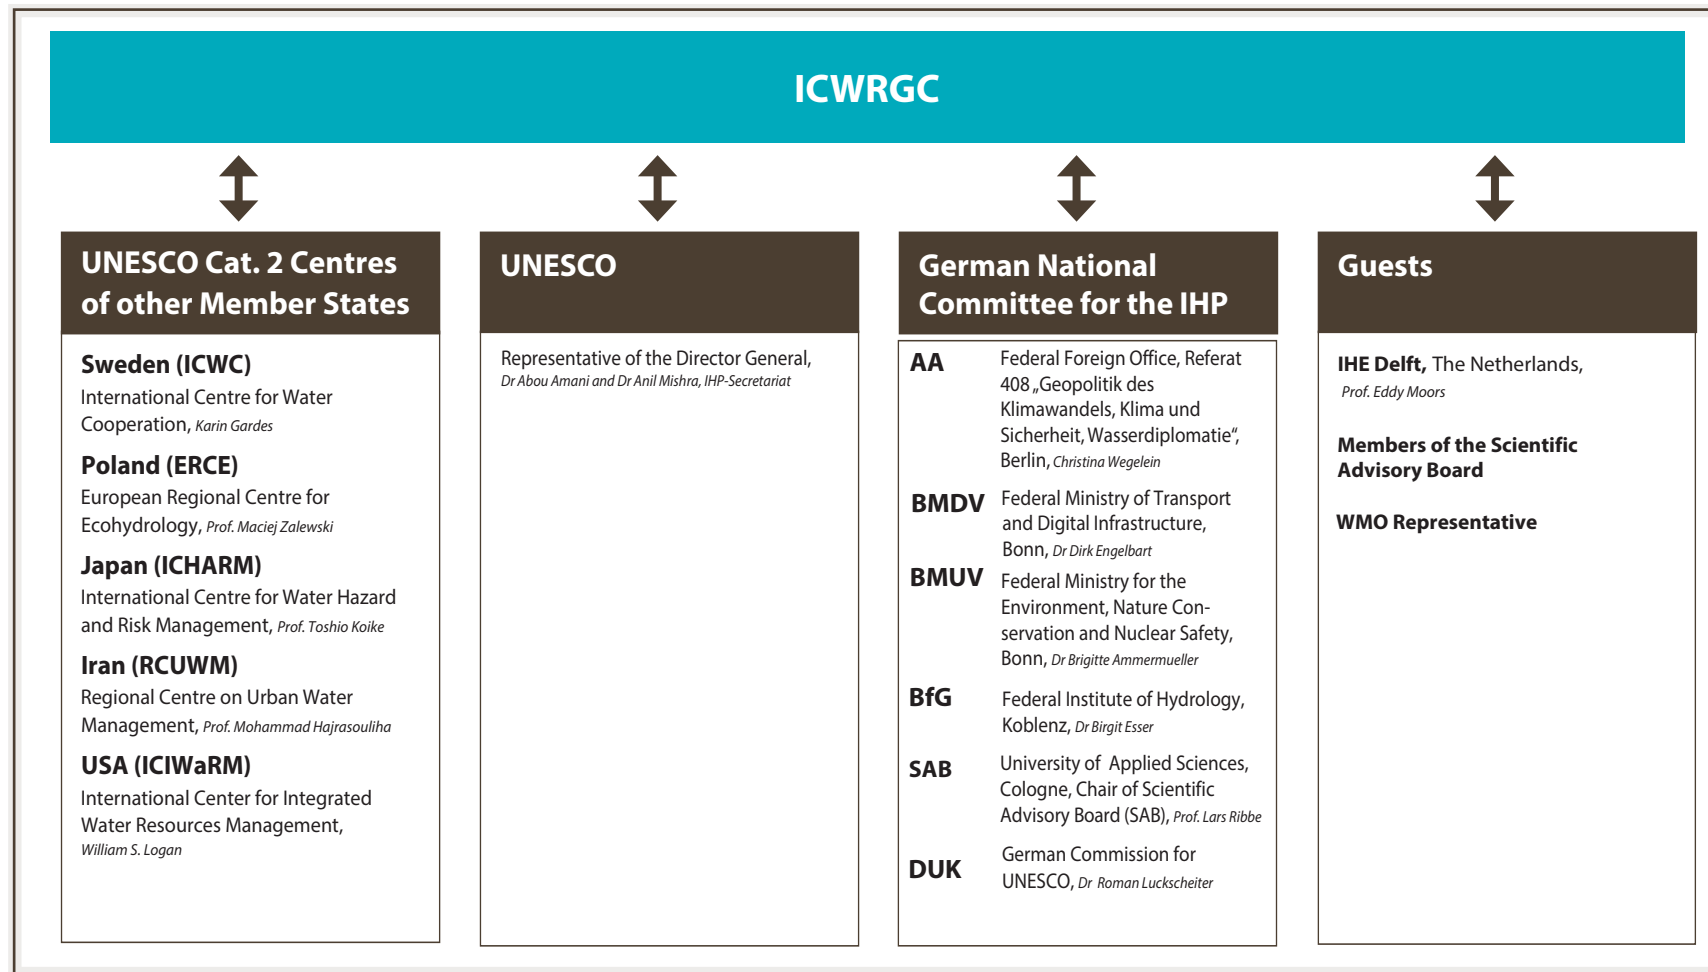 ICWRGC
UNESCO Cat. 2 Centres
of other Member States
Sweden (ICWC)
International Centre for Water
Cooperation, Karin Gardes
Poland (ERCE)
European Regional Centre for
Ecohydrology, Prof. Maciej Zalewski
Japan (ICHARM)
International Centre for Water Hazard
and Risk Management, Prof. Toshio Koike
Iran (RCUWM)
Regional Centre on Urban Water
Management, Prof. Mohammad Hajrasouliha
USA (ICIWaRM)
International Center for Integrated
Water Resources Management,
William S. Logan
UNESCO
Representative of the Director General,
Dr Abou Amani and Dr Anil Mishra, IHP-Secretariat
German National
Committee for the IHP
AA Federal Foreign Office, Referat
408 „Geopolitik des
Klimawandels, Klima und
Sicherheit, Wasserdiplomatie“,
Berlin, Christina Wegelein
BMDV Federal Ministry of Transport
and Digital Infrastructure,
Bonn, Dr Dirk Engelbart
BMUV Federal Ministry for the
Environment, Nature Con-
servation and Nuclear Safety,
Bonn, Dr Brigitte Ammermueller
BfG Federal Institute of Hydrology,
Koblenz, Dr Birgit Esser
SAB University of Applied Sciences,
Cologne, Chair of Scientific
Advisory Board (SAB), Prof. Lars Ribbe
DUK German Commission for
UNESCO, Dr Roman Luckscheiter
Guests
IHE Delft, The Netherlands,
Prof. Eddy Moors
Members of the Scientific
Advisory Board
WMO Representative